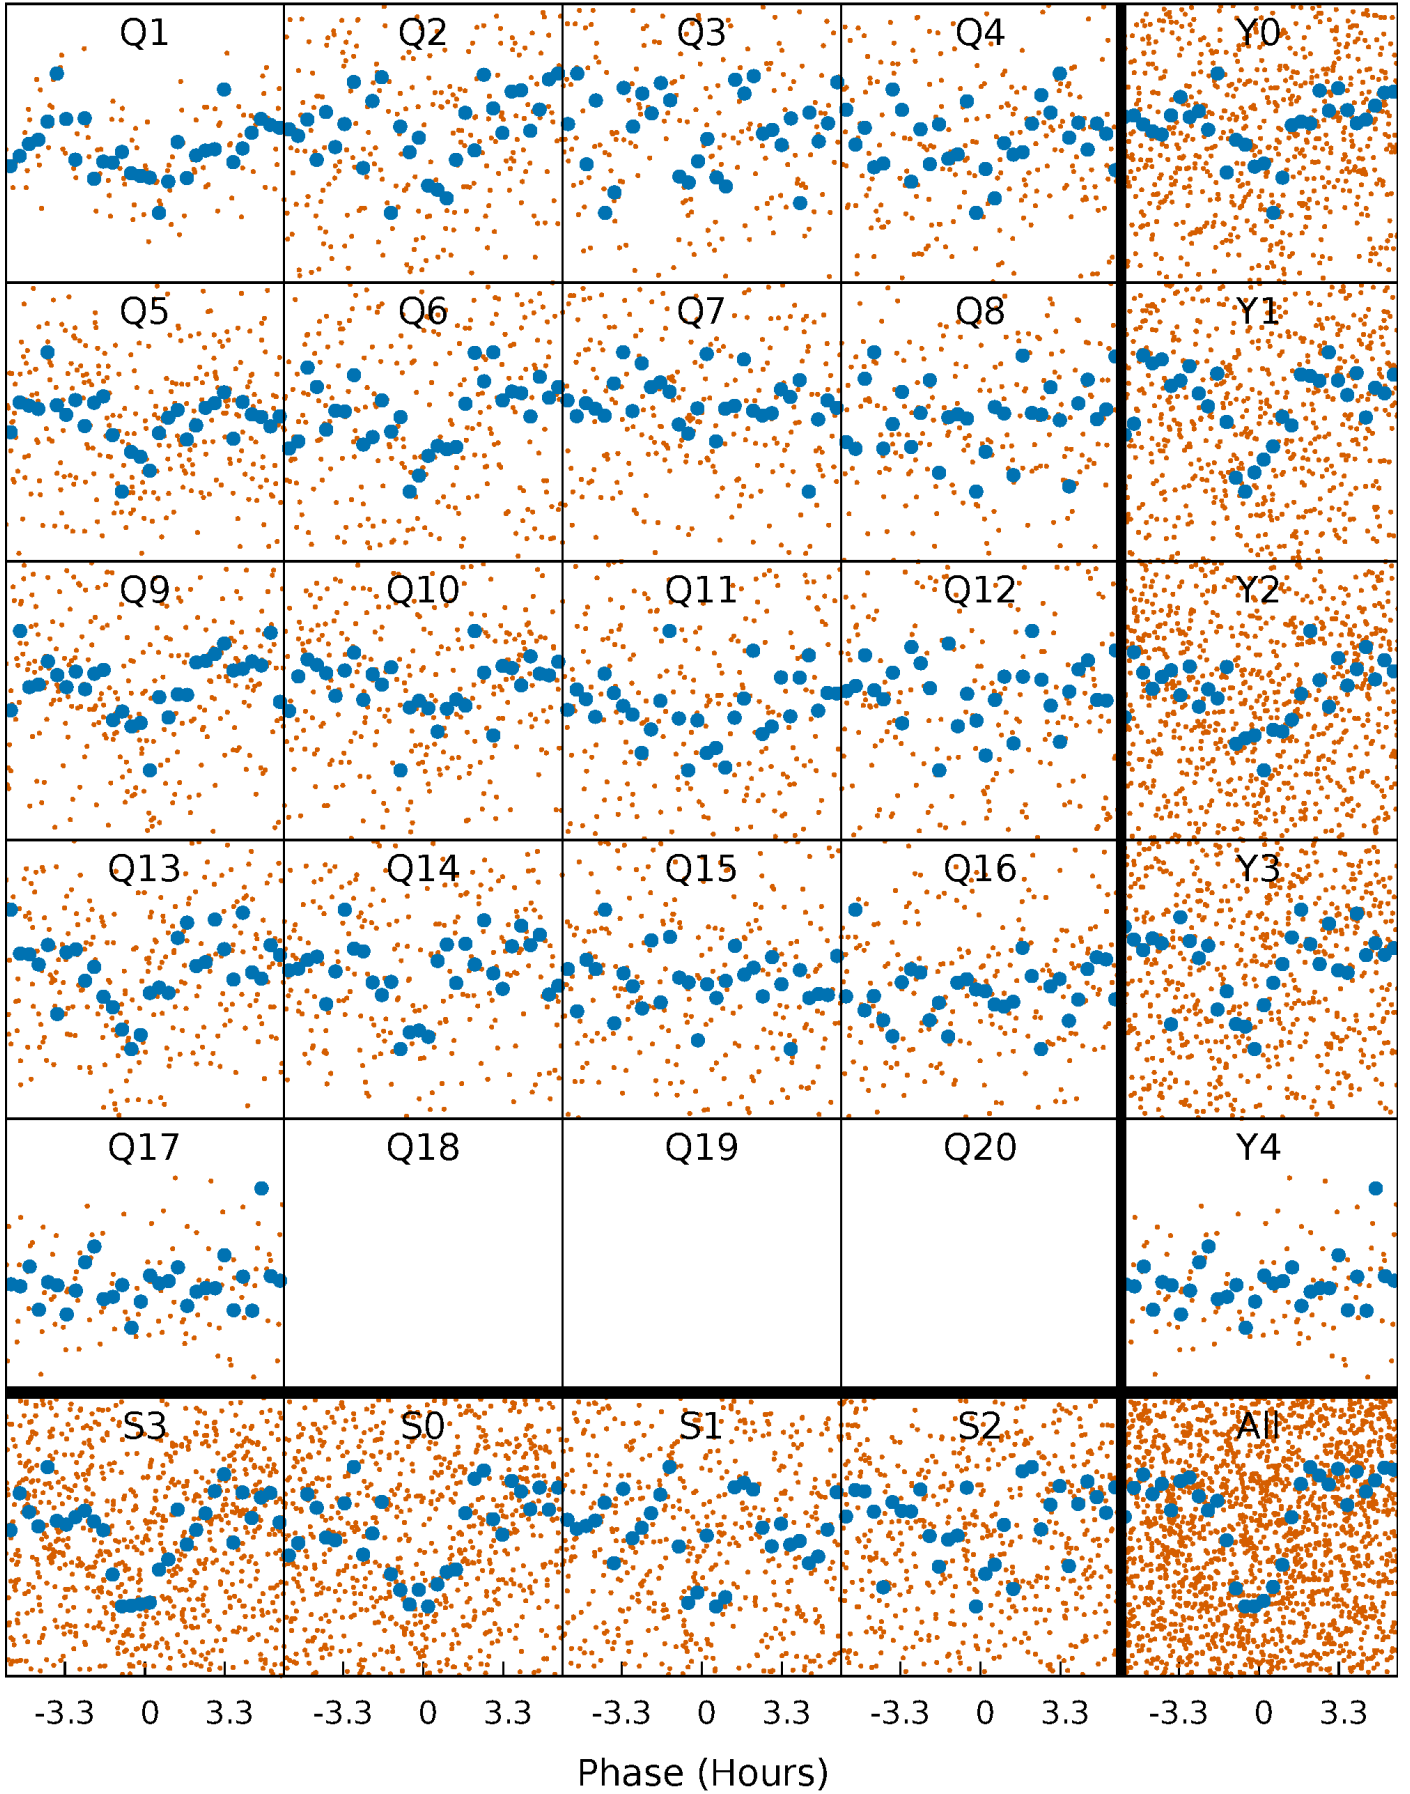 Q1 Q2 Q3 Q4 Y0
Q5 Q6 Q7 Q8 Y1
Q9 Q10 Q11 Q12 Y2
Q13 Q14 Q15 Q16 Y3
Q17 Q18 Q19 Q20 Y4
S3 S0 S1 S2 All
-3.3 0 3.3 -3.3 0 3.3 -3.3 0 3.3 -3.3 0 3.3 -3.3 0 3.3
Phase (Hours)